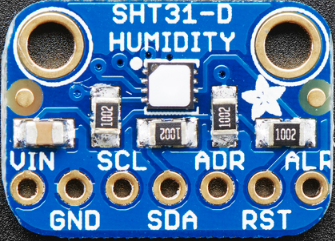 SHT31-D
HUMIDITY
1002
1002
1002
1002
VIN
SCL
ADR
ALR
GND
SDA
RST